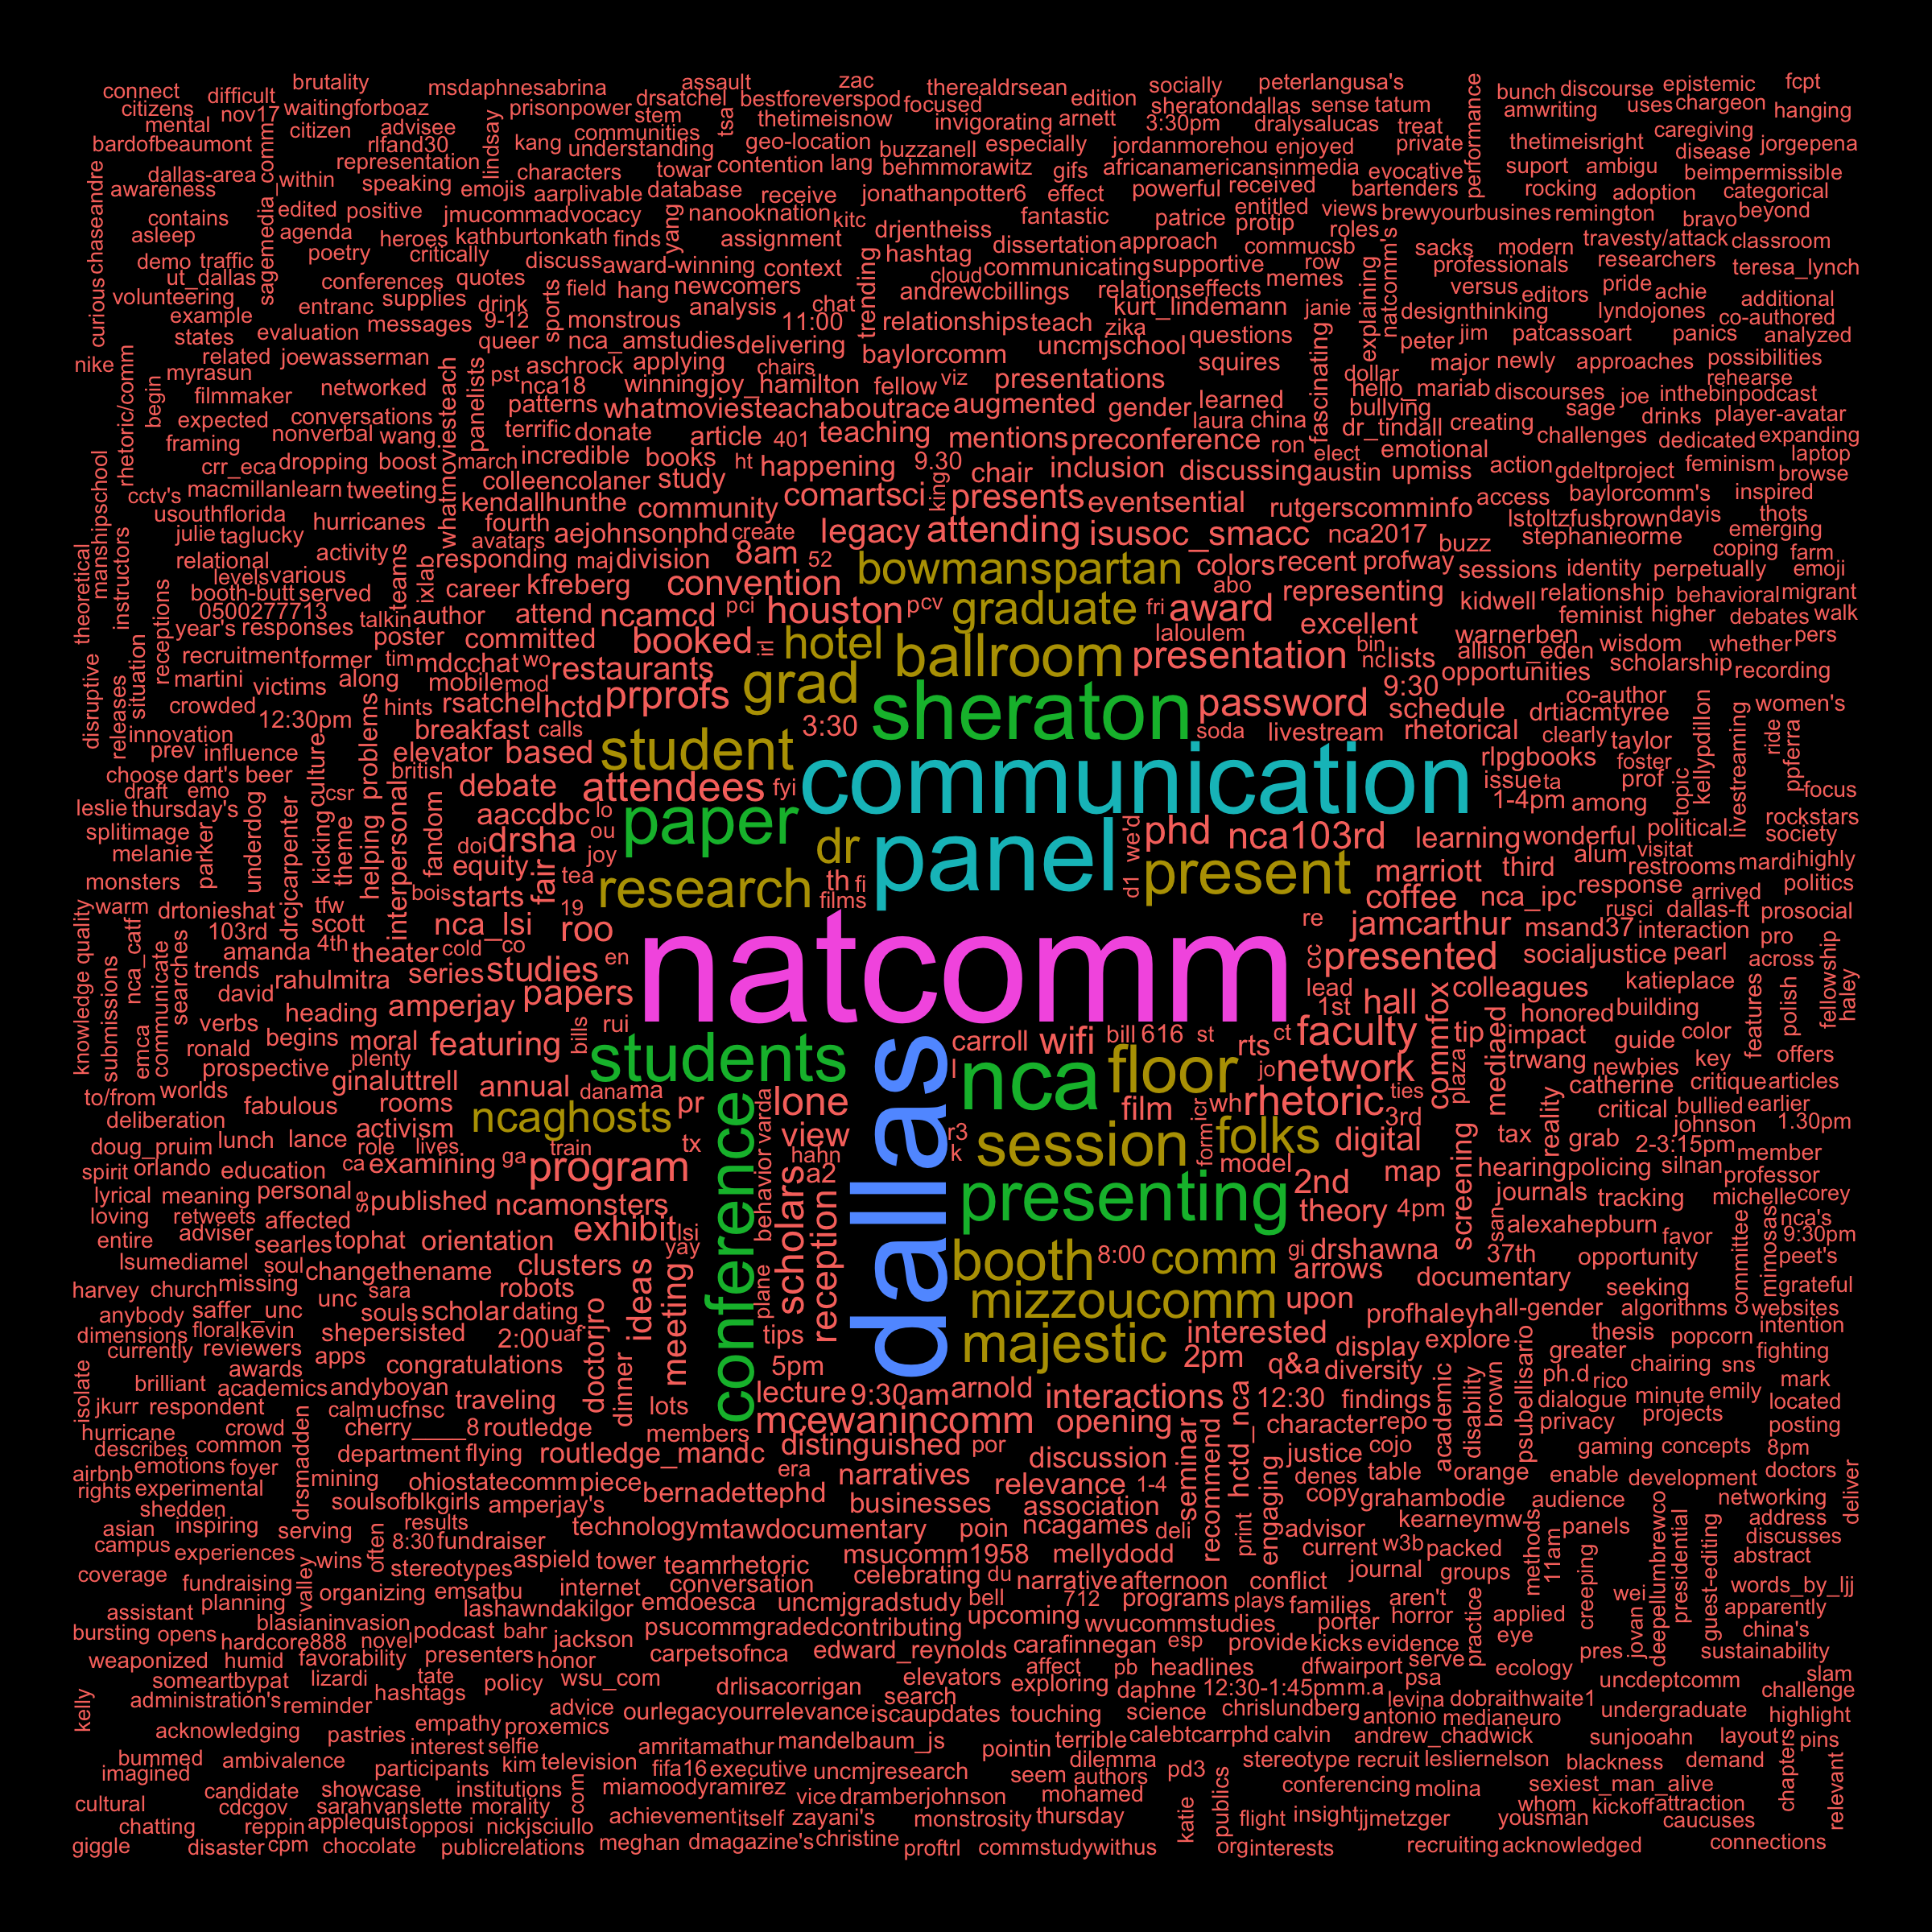 natcomm
dallas
communication
panel
sheraton
conference
students
nca
presenting
paper
bowmanspartan
graduate
hotel
ballroom
grad
student
dr
research
present
floor
ncaghosts
session
folks
booth
comm
mizzoucomm
majestic
connect difficult brutality msdaphnesabrina assault zac therealdrsean socially peterlangusa's bunch discourse epistemic fcpt
citizens nov17 waitingforboaz prisonpower drsatchel bestforeverspod focused edition sheratondallas sense tatum amwriting uses chargeon hanging
mental citizen advisee stem thetimeisnow invigorating arnett 3:30pm dralysalucas treat thetimeisright caregiving
bardofbeaumont rlfand30 lindsay kang communities understanding tsa geo-location buzzanell especially jordanmorehou enjoyed private performance disease jorgepena
dallas-area representation characters towar contention lang behmmorawitz gifs africanamericansinmedia evocative suport ambigu beimpermissible
awareness within speaking emojis aarplivable database receive jonathanpotter6 effect powerful received bartenders rocking adoption categorical
contains edited positive jmucommadvocacy yang nanooknation kitc fantastic patrice entitled views brewyourbusines remington bravo beyond
asleep agenda heroes kathburtonkath finds assignment drjentheiss dissertation approach protip roles natcomm's sacks modern travesty/attack classroom
demo traffic poetry critically discuss award-winning context hashtag communicating supportive commucsb row professionals researchers teresa_lynch
curious chaseandre ut_dallas sagemedia_comm conferences quotes field hang newcomers cloud andrewcbillings relationseffects memes explaining versus editors pride achie additional
volunteering entranc supplies drink sports analysis chat trending kurt_lindemann janie designthinking lyndojones co-authored
example states evaluation messages 9-12 monstrous 11:00 relationships teach zika questions peter jim patcassoart panics analyzed
nike related joewasserman queer nca_amstudies delivering baylorcomm uncmjschool squires fascinating dollar major newly approaches possibilities
myrasun networked whatmoviesteach panelists pst aschrock applying chairs viz presentations hello_mariab discourses joe inthebinpodcast rehearse
rhetoric/comm begin filmmaker nca18 winning joy_hamilton fellow augmented gender learned bullying sage drinks player-avatar
expected conversations patterns whatmoviesteachaboutrace laura china dr_tindall creating challenges dedicated expanding
framing nonverbal wang terrific donate article 401 teaching mentions preconference ron elect emotional action gdeltproject feminism laptop
manshipschool crr_eca dropping boost march incredible books ht happening 9.30 chair inclusion discussing austin upmiss browse
cctv's macmillanlearn tweeting colleencolaner study comartsci king presents eventsential rutgerscomminfo access baylorcomm's inspired
usouthflorida hurricanes kendallhunthe community lstoltzfusbrown dayis thots
julie taglucky fourth avatars aejohnsonphd create legacy attending isusoc_smacc nca2017 buzz stephanieorme emerging
theoretical instructors relational activity teams ixlab responding maj division 8am 52 colors recent profway sessions identity perpetually coping farm emoji
levels various booth-butt served career kfreberg convention abo representing kidwell relationship behavioral migrant
0500277713 talkin author attend ncamcd pci houston pcv fri award excellent feminist higher debates walk
year's responses poster committed booked irl laloulem warnerben wisdom whether pers
receptions recruitment former tim mdcchat wo restaurants presentation bin nc lists allison_eden scholarship recording
disruptive releases situation martini victims along mobile mod prprofs password 9:30 opportunities
crowded 12:30pm hints rsatchel hctd 3:30 schedule co-author women's
innovation problems breakfast calls soda livestream rhetorical drtiacmtyree clearly taylor
prev influence culture elevator based rlpgbooks foster kellypdillon livestreaming ride ppferra
choose dart's beer british debate attendees fyi issue ta prof topic focus
draft emo csr aaccdbc lo 1-4pm among rockstars
leslie thursday's underdog drcjcarpenter kicking theme helping interpersonal fandom drsha ou d1 we'd phd nca103rd learning wonderful political society
splitimage parker doi equity fair joy marriott third alum visitat restrooms mardi highly
melanie tea th fi films coffee nca_ipc response arrived politics
monsters warm tfw bois starts 19 re rusci dallas-ft prosocial
drtonieshat scott nca_lsi roo jamcarthur msand37 interaction pro
knowledge quality nca_catf searches 103rd amanda 4th theater cold co en cc presented socialjustice pearl across
trends rahulmitra series studies lead colleagues katieplace fellowship haley
submissions emca communicate david heading amperjay papers 1st hall commfox honored building features polish
verbs begins moral featuring bills rui carroll wifi bill 616 st rts ct faculty tip impact guide color
ronald prospective plenty jo network plaza mediaed trwang newbies key offers
to/from worlds ginaluttrell annual dana ma l lone film icr wh rhetoric ties catherine critique articles
deliberation fabulous rooms activism pr varda view r3 k form 3rd reality critical bullied earlier
doug_pruim lunch lance role lives train tx hahn model digital tax grab johnson 2-3:15pm 1.30pm
spirit orlando education ca examining ga program behavior scholars a2 2nd map screening hearing policing silnan member professor
lyrical meaning personal se published ncamonsters reception theory 4pm ssan- journals tracking michelle corey
loving retweets affected exhibit lsi yay gi drshawna alexahepburn favor committee mimosas nca's
entire adviser searles tophat orientation 8:00 arrows 37th opportunity 9:30pm
lsumediamel soul changethename clusters ideas meeting plane documentary seeking peet's
harvey church missing unc sara robots upon profhaleyh all-gender algorithms grateful
anybody saffer_unc souls scholar dating websites
dimensions floralkevin shepersisted 2:00 uaf doctorjro tips interested display explore psubellisario thesis popcorn intention
currently reviewers apps congratulations dinner 5pm 2pm q&a diversity greater chairing sns fighting
isolate awards brilliant academics andyboyan traveling lots lecture 9:30am arnold interactions 12:30 findings academic disability brown ph.d rico mark
jkurr respondent calm ucfnsc mcewanincomm opening dialogue minute emily located
hurricane crowd cherry____8 routledge members seminar recommend hctd_nca character repo privacy projects posting
describes common department flying routledge_mandc distinguished por discussion justice cojo gaming concepts 8pm
airbnb emotions foyer drsmadden mining era narratives denes table orange enable development doctors
rights experimental ohiostatecomm piece bernadettephd relevance 1-4 engaging copy grahambodie audience networking deliver
shedden soulsofblkgirls amperjay's businesses association print kearneymw address
asian inspiring serving results technology mtawdocumentary poin ncagames deli advisor methods panels discusses
campus experiences often 8:30 fundraiser current w3b packed 11am creeping deepellumbrewco presidential guest-editing abstract
coverage valley wins stereotypes aspield tower teamrhetoric msucomm1958 mellydodd journal groups
fundraising organizing emsatbu internet conversation celebrating du narrative afternoon conflict wei words_by_ljj
planning lashawndakilgor emdoesca uncmjgradstudy bell 712 programs plays families aren't practice applied jovan apparently
assistant blasianinvasion upcoming wvucommstudies porter horror eye china's
bursting opens hardcore888 novel podcast bahr jackson psucommgrad edcontributing carafinnegan esp provide kicks evidence pres sustainability
weaponized humid favorability presenters honor carpetsofnca edward_reynolds affect pb headlines dfwairport serve ecology slam
someartbypat lizardi tate policy wsu_com elevators exploring daphne 12:30-1:45pm m.a psa uncdeptcomm challenge
kelly administration's reminder hashtags advice drlisacorrigan search levina dobraithwaite1
acknowledging pastries empathy proxemics ourlegacyyourrelevance iscaupdates touching science chrislundberg antonio medianeuro undergraduate highlight
bummed ambivalence interest selfie amritamathur mandelbaum_js pointin terrible calebtcarrphd calvin andrew_chadwick sunjooahn layout pins
imagined participants kim television fifa16 executive uncmjresearch dilemma stereotype recruit lesliernelson blackness demand chapters relevant
candidate showcase institutions com miamoodyramirez seem authors pd3 publics conferencing molina sexiest_man_alive
cultural cdcgov sarahvanslette morality vice dramberjohnson mohamed whom kickoff attraction
chatting reppin applequist opposi nickjsciullo achievement itself zayani's monstrosity thursday katie flight insight jjmetzger yousman caucuses
giggle disaster cpm chocolate publicrelations meghan dmagazine's christine proftrl commstudywithus org interests recruiting acknowledged connections